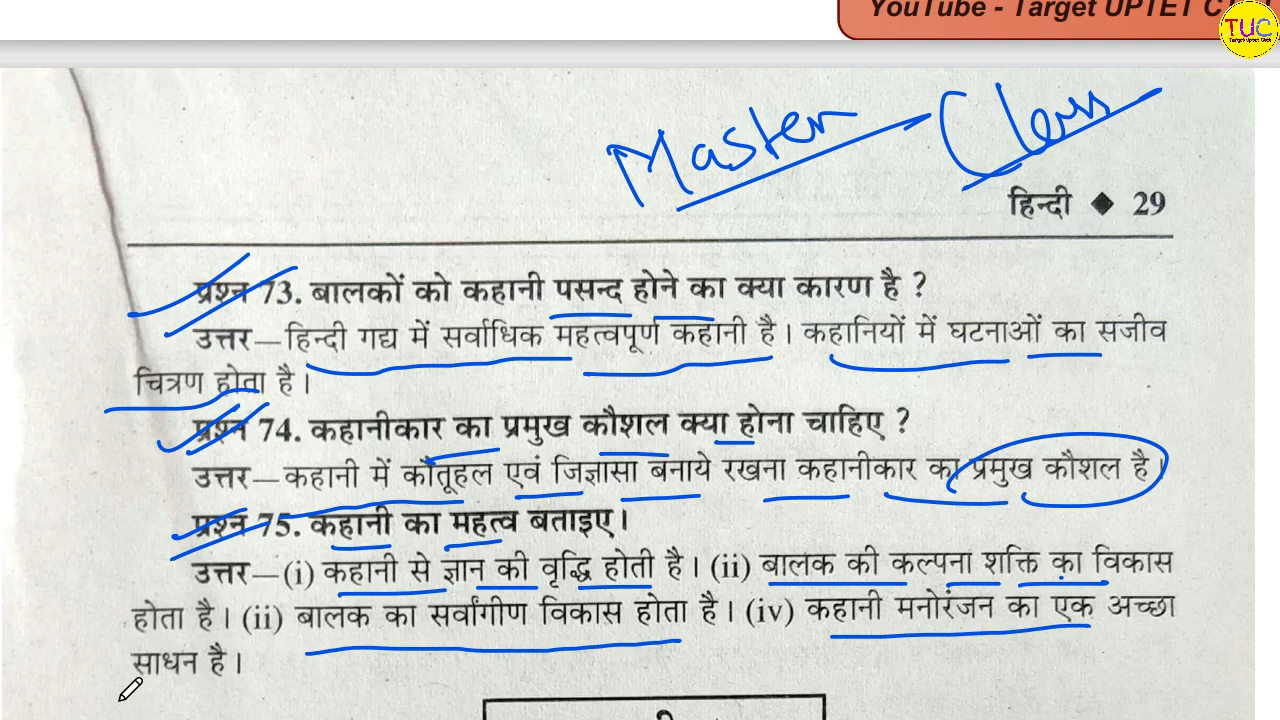 YouTube - Target UPTET C
TUC
Target Uptet Ctet
Master Class
हिन्दी ◆ 29
प्रश्न 73. बालकों को कहानी पसन्द होने का क्या कारण है ?
उत्तर—हिन्दी गद्य में सर्वाधिक महत्वपूर्ण कहानी है। कहानियों में घटनाओं का सजीव
चित्रण होता है।
प्रश्न 74. कहानीकार का प्रमुख कौशल क्या होना चाहिए ?
उत्तर—कहानी में कौतूहल एवं जिज्ञासा बनाये रखना कहानीकार का प्रमुख कौशल है।
प्रश्न 75. कहानी का महत्व बताइए।
उत्तर—(i) कहानी से ज्ञान की वृद्धि होती है। (ii) बालक की कल्पना शक्ति का विकास
होता है। (ii) बालक का सर्वांगीण विकास होता है। (iv) कहानी मनोरंजन का एक अच्छा
साधन है।